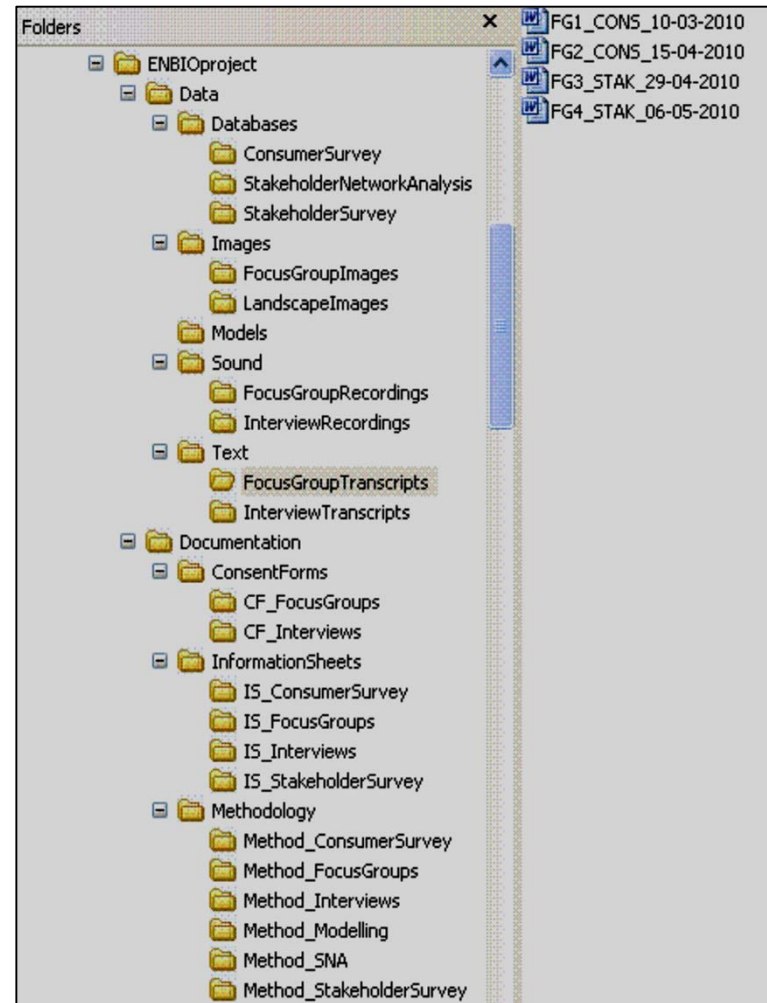 Folders
ENBIOproject
Data
Databases
ConsumerSurvey
StakeholderNetworkAnalysis
StakeholderSurvey
Images
FocusGroupImages
LandscapeImages
Models
Sound
FocusGroupRecordings
InterviewRecordings
Text
FocusGroupTranscripts
InterviewTranscripts
Documentation
ConsentForms
CF_FocusGroups
CF_Interviews
InformationSheets
IS_ConsumerSurvey
IS_FocusGroups
IS_Interviews
IS_StakeholderSurvey
Methodology
Method_ConsumerSurvey
Method_FocusGroups
Method_Interviews
Method_Modelling
Method_SNA
Method_StakeholderSurvey
FG1_CONS_10-03-2010
FG2_CONS_15-04-2010
FG3_STAK_29-04-2010
FG4_STAK_06-05-2010